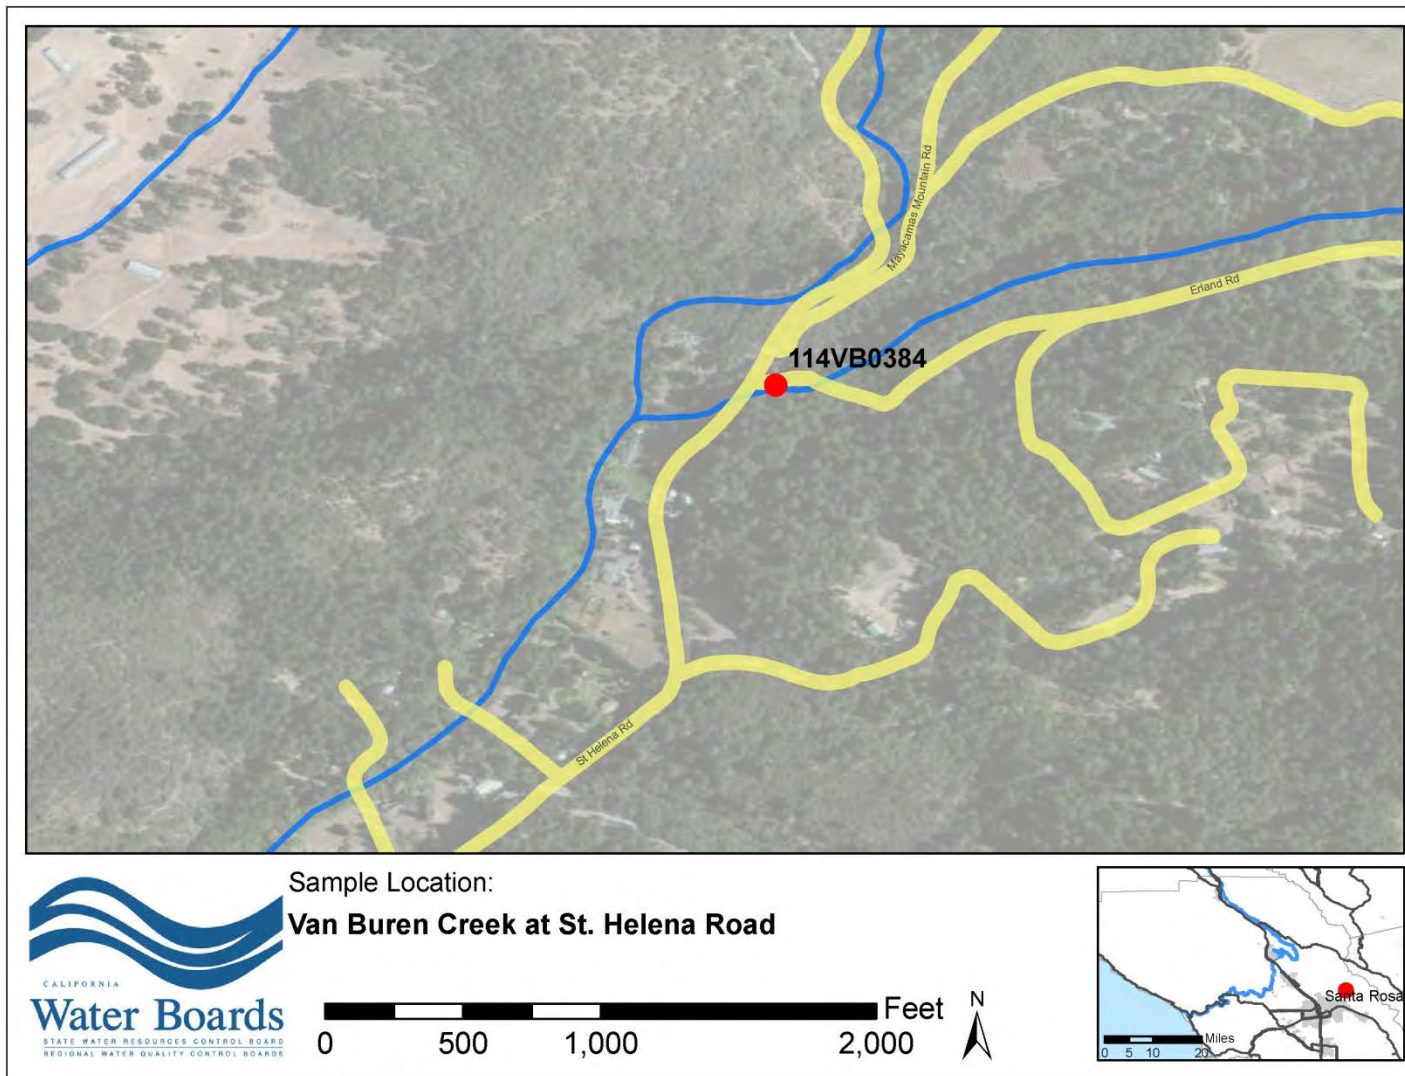 Mayacamas Mountain Rd
Erland Rd
114VB0384
St Helena Rd
Sample Location:
Van Buren Creek at St. Helena Road
CALIFORNIA
Water Boards
STATE WATER RESOURCES CONTROL BOARD
REGIONAL WATER QUALITY CONTROL BOARDS
Feet
0 500 1,000 2,000
N
Santa Rosa
Miles
0 5 10 20